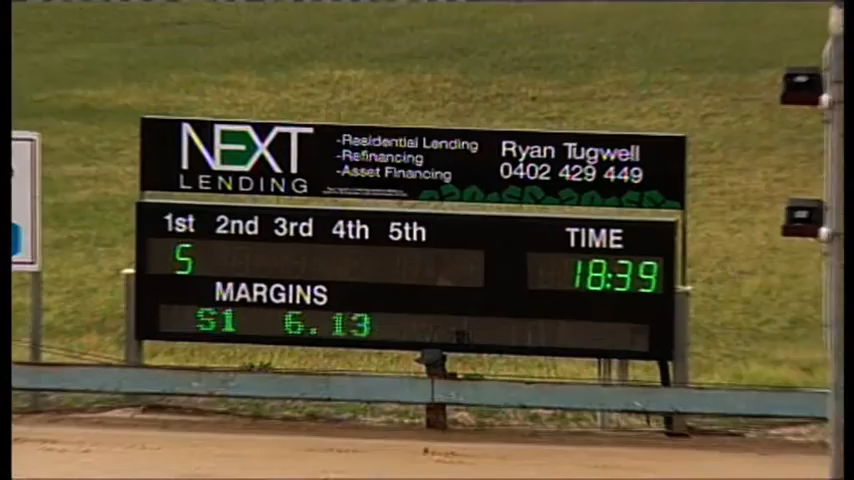 NEXT
LENDING
-Residential Lending
-Refinancing
-Asset Financing
Ryan Tugwell
0402 429 449
1st 2nd 3rd 4th 5th
TIME
5
18:39
MARGINS
S1 6.13